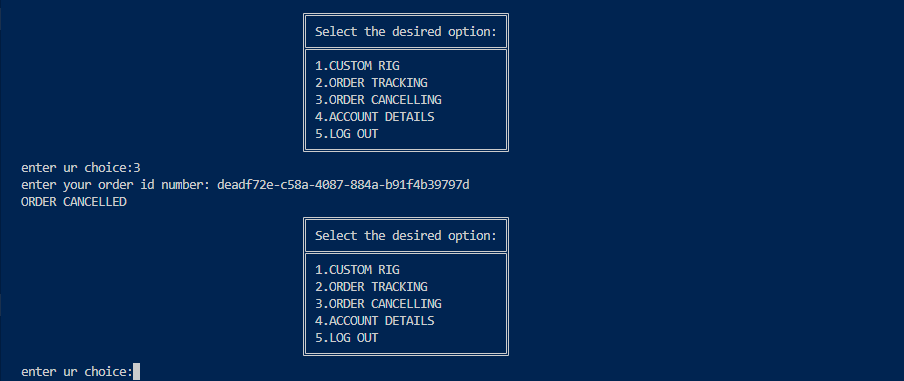 Select the desired option:
1.CUSTOM RIG
2.ORDER TRACKING
3.ORDER CANCELLING
4.ACCOUNT DETAILS
5.LOG OUT
enter ur choice:3
enter your order id number: deadf72e-c58a-4087-884a-b91f4b39797d
ORDER CANCELLED
Select the desired option:
1.CUSTOM RIG
2.ORDER TRACKING
3.ORDER CANCELLING
4.ACCOUNT DETAILS
5.LOG OUT
enter ur choice: